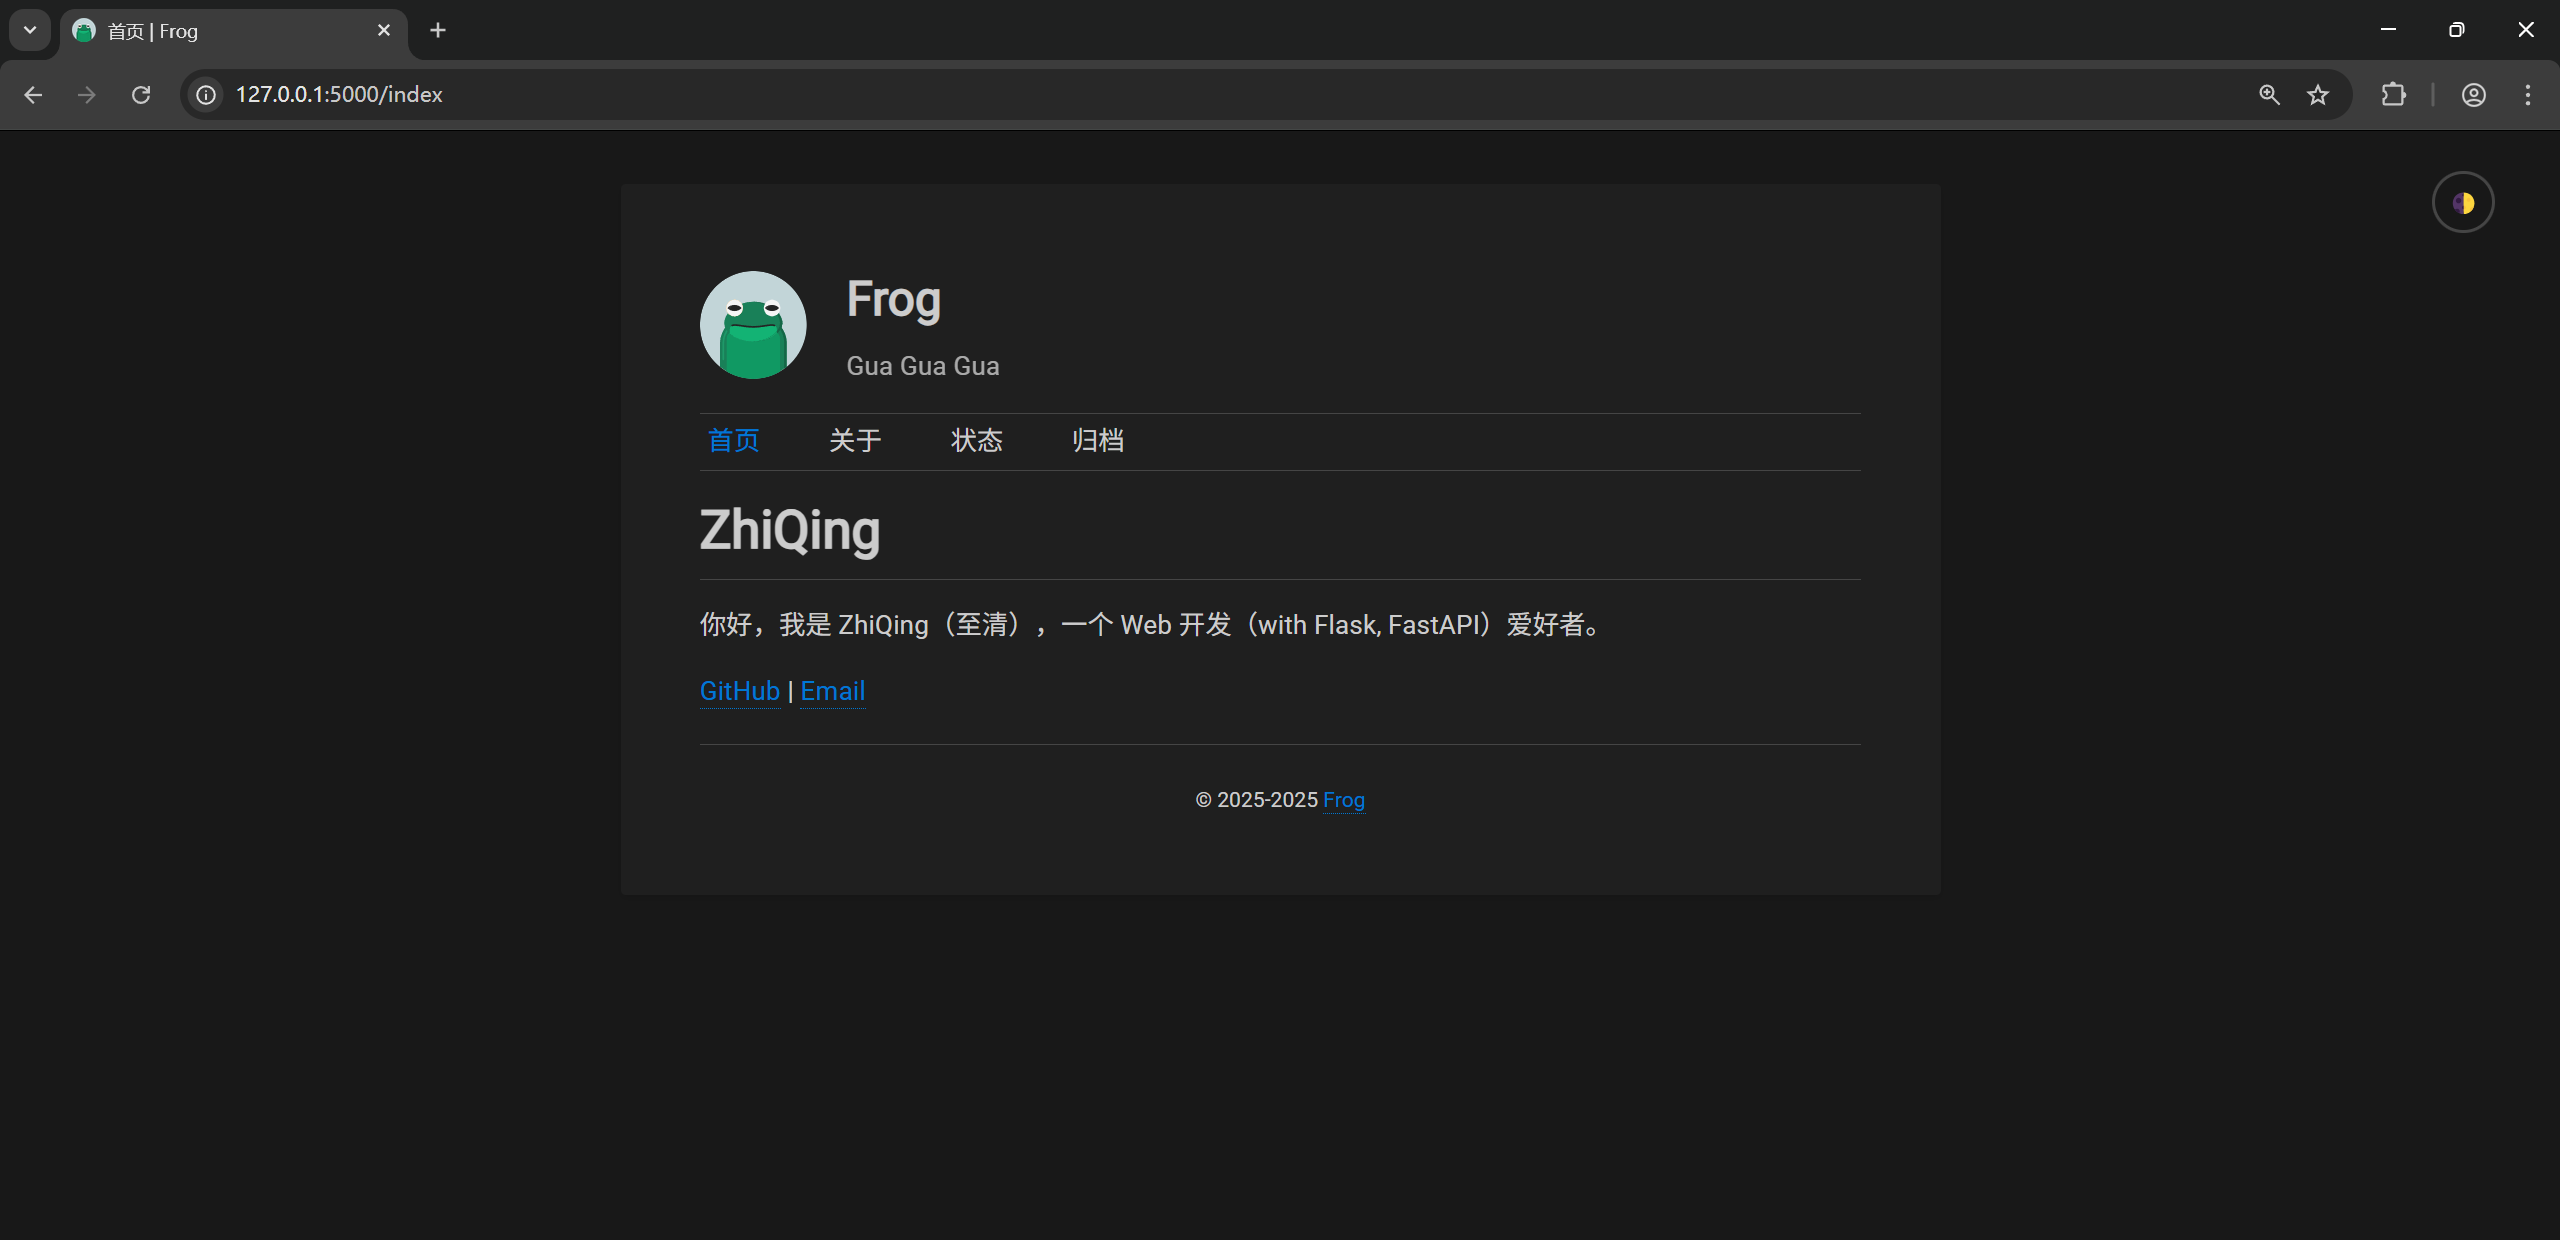 首页 | Frog
127.0.0.1:5000/index
Frog
Gua Gua Gua
首页 关于 状态 归档
ZhiQing
你好，我是 ZhiQing（至清），一个 Web 开发（with Flask, FastAPI）爱好者。
GitHub | Email
© 2025-2025 Frog